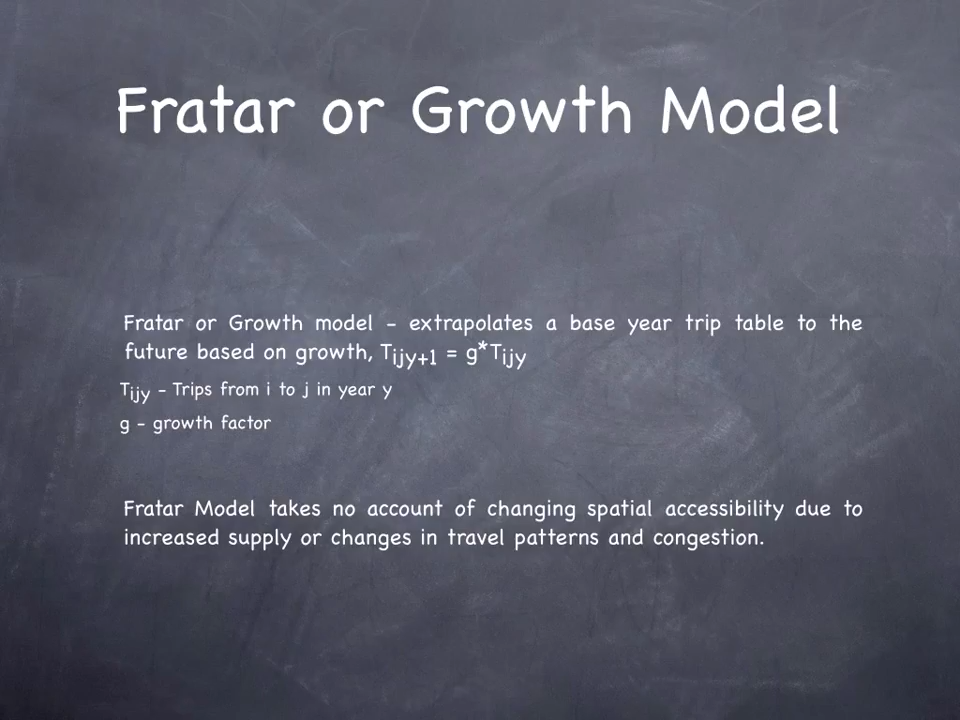 Fratar or Growth Model
Fratar or Growth model - extrapolates a base year trip table to the
future based on growth, Tijy+1 = g*Tijy
Tijy - Trips from i to j in year y
g - growth factor
Fratar Model takes no account of changing spatial accessibility due to
increased supply or changes in travel patterns and congestion.